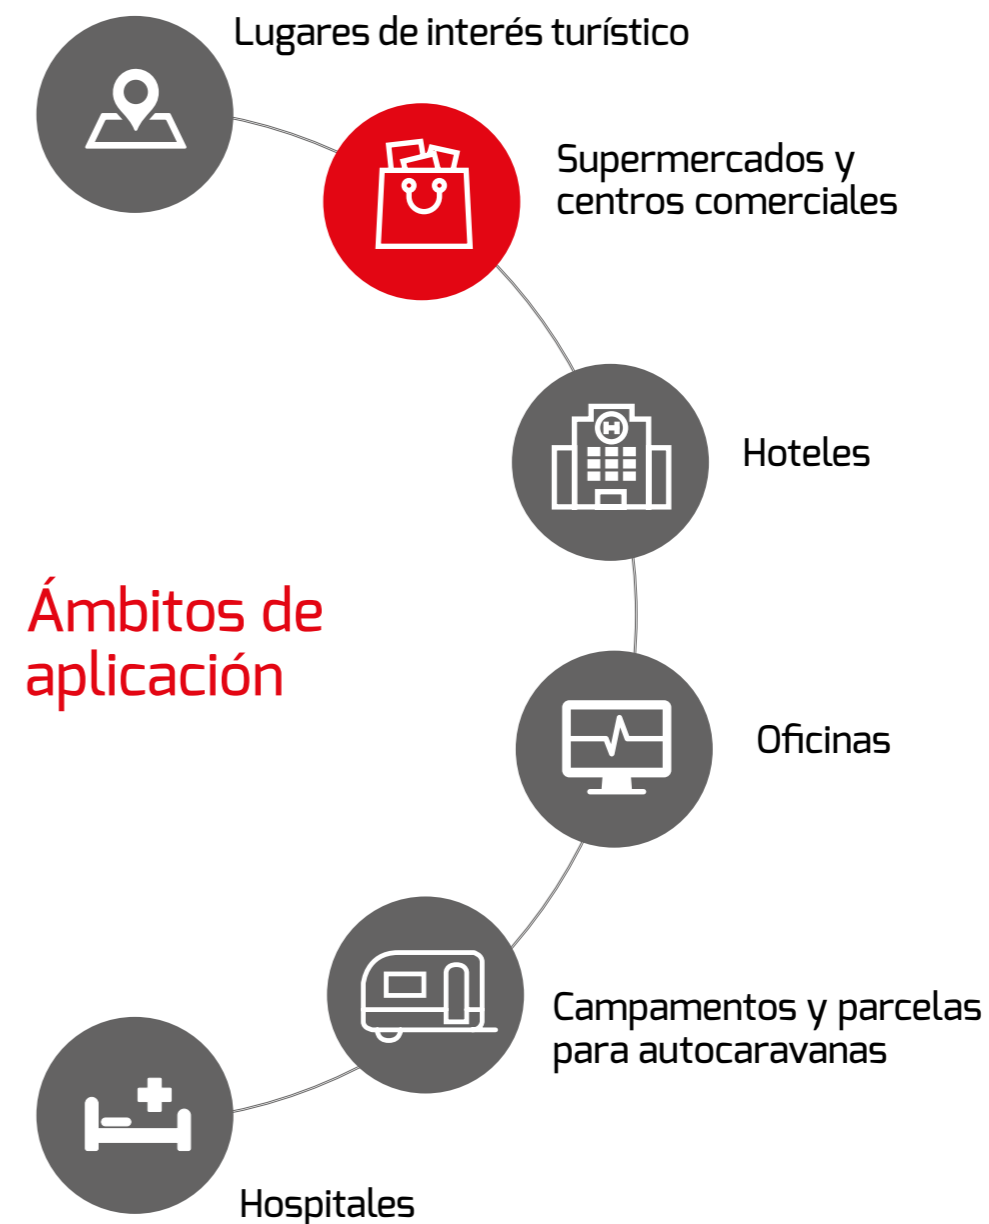 Lugares de interés turístico
Supermercados y
centros comerciales
Hoteles
Ámbitos de
aplicación
Oficinas
Campamentos y parcelas
para autocaravanas
Hospitales